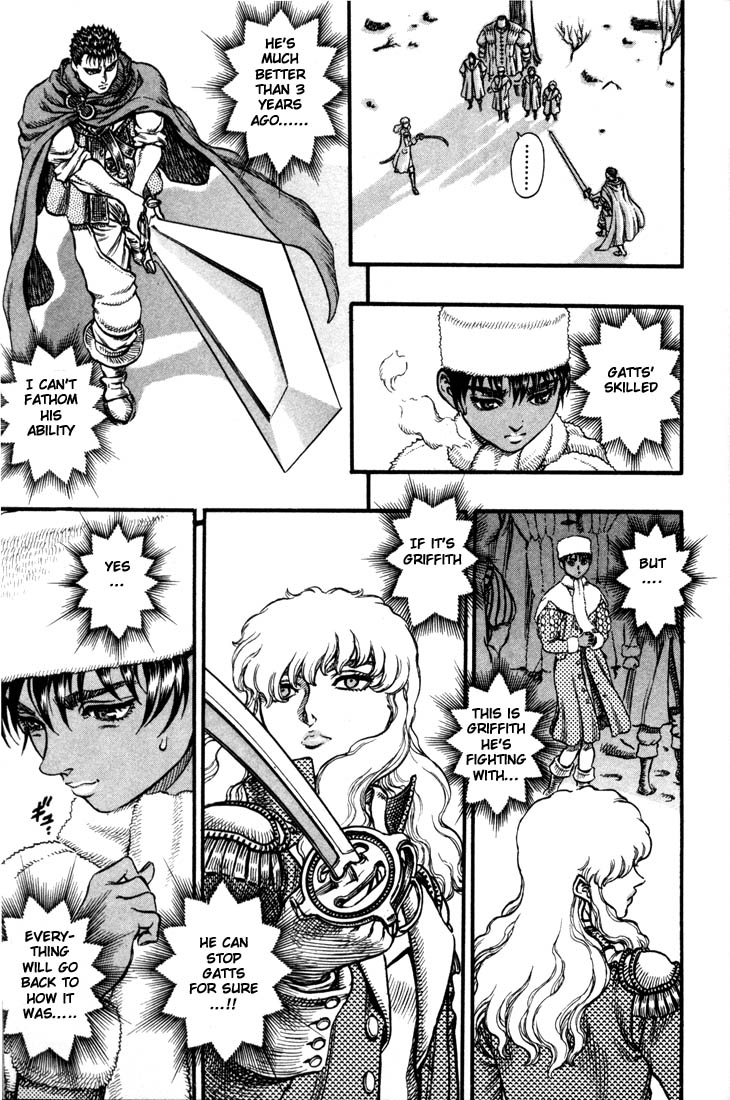 .........
GATTS'
SKILLED
HE'S
MUCH
BETTER
THAN 3
YEARS
AGO......
I CAN'T
FATHOM
HIS
ABILITY
BUT
....
THIS IS
GRIFFITH
HE'S
FIGHTING
WITH...
IF IT'S
GRIFFITH
HE CAN
STOP
GATTS
FOR SURE
...!!
YES
...
ギュ
EVERY-
THING
WILL GO
BACK TO
HOW IT
WAS.....